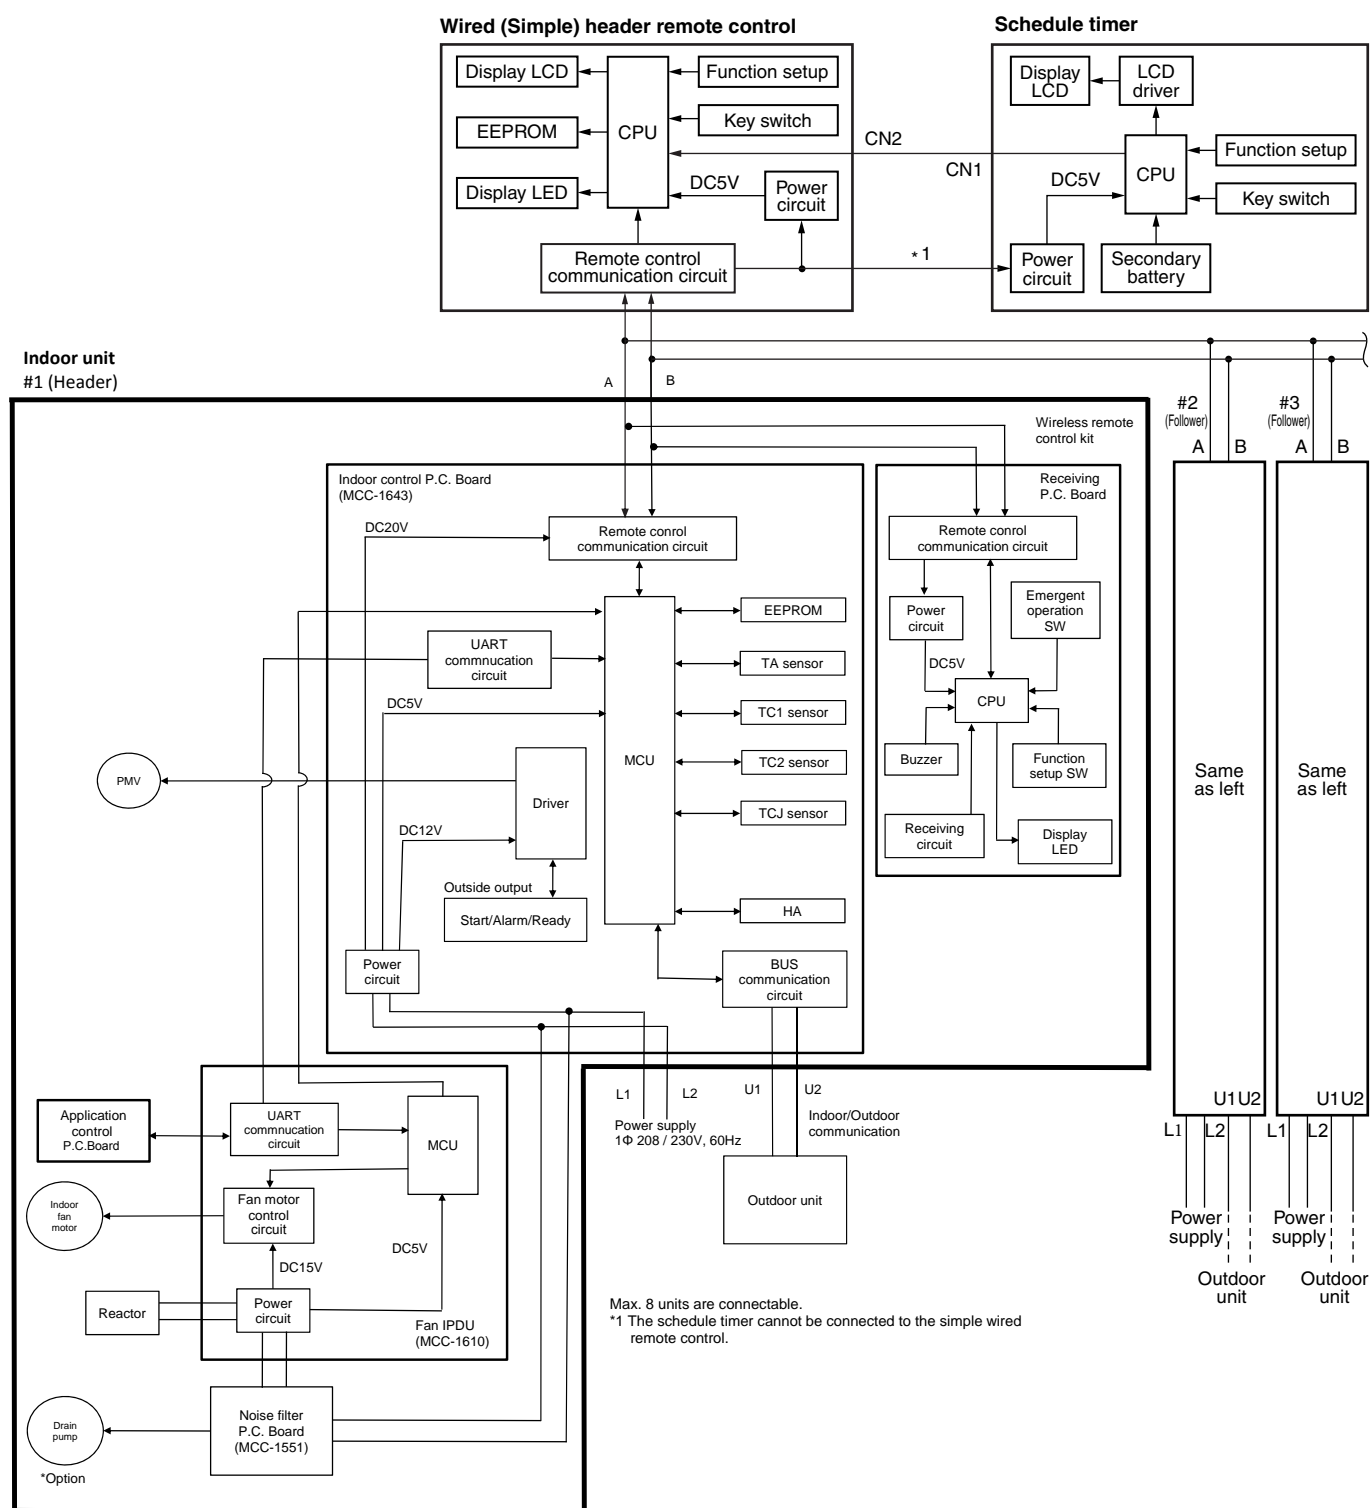 Wired (Simple) header remote control
Schedule timer
Display LCD
CPU
Function setup
EEPROM
Key switch
Display LED
DC5V
Power
circuit
Remote control
communication circuit
CN2
CN1
*1
Display
LCD
LCD
driver
CPU
Function setup
DC5V
Key switch
Power
circuit
Secondary
battery
Indoor unit
#1 (Header)
A
B
#2
(Follower)
A
B
#3
(Follower)
A
B
Wireless remote
control kit
Indoor control P.C. Board
(MCC-1643)
DC20V
Remote conrol
communication circuit
UART
commnucation
circuit
DC5V
MCU
EEPROM
TA sensor
TC1 sensor
TC2 sensor
TCJ sensor
HA
PMV
Driver
DC12V
Outside output
Start/Alarm/Ready
Power
circuit
BUS
communication
circuit
Receiving
P.C. Board
Remote conrol
communication circuit
Power
circuit
Emergent
operation
SW
DC5V
CPU
Buzzer
Function
setup SW
Receiving
circuit
Display
LED
Same
as left
Same
as left
U1U2
U1U2
L1
L2
L1
L2
Power
supply
Power
supply
Outdoor
unit
Outdoor
unit
L1
L2
U1
U2
Power supply
1Φ 208 / 230V, 60Hz
Indoor/Outdoor
communication
Outdoor unit
Application
control
P.C.Board
UART
commnucation
circuit
MCU
Indoor
fan
motor
Fan motor
control
circuit
DC15V
DC5V
Reactor
Power
circuit
Fan IPDU
(MCC-1610)
Drain
pump
*Option
Noise filter
P.C. Board
(MCC-1551)
Max. 8 units are connectable.
*1 The schedule timer cannot be connected to the simple wired
remote control.